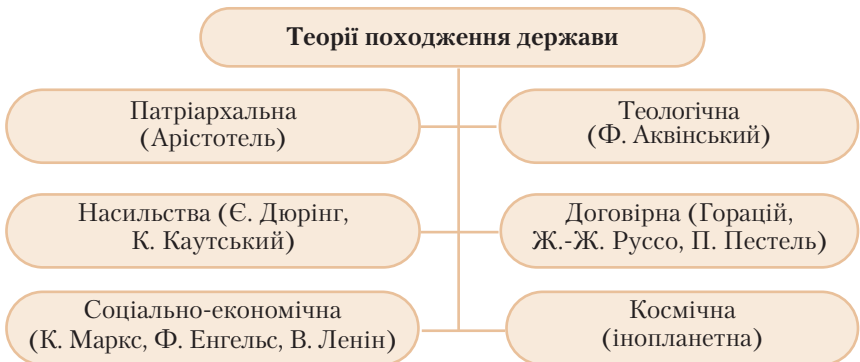 Теорії походження держави
Патріархальна
(Арістотель)
Теологічна
(Ф. Аквінський)
Насильства (Є. Дюрінг,
К. Каутський)
Договірна (Горацій,
Ж.-Ж. Руссо, П. Пестель)
Соціально-економічна
(К. Маркс, Ф. Енгельс, В. Ленін)
Космічна
(інопланетна)